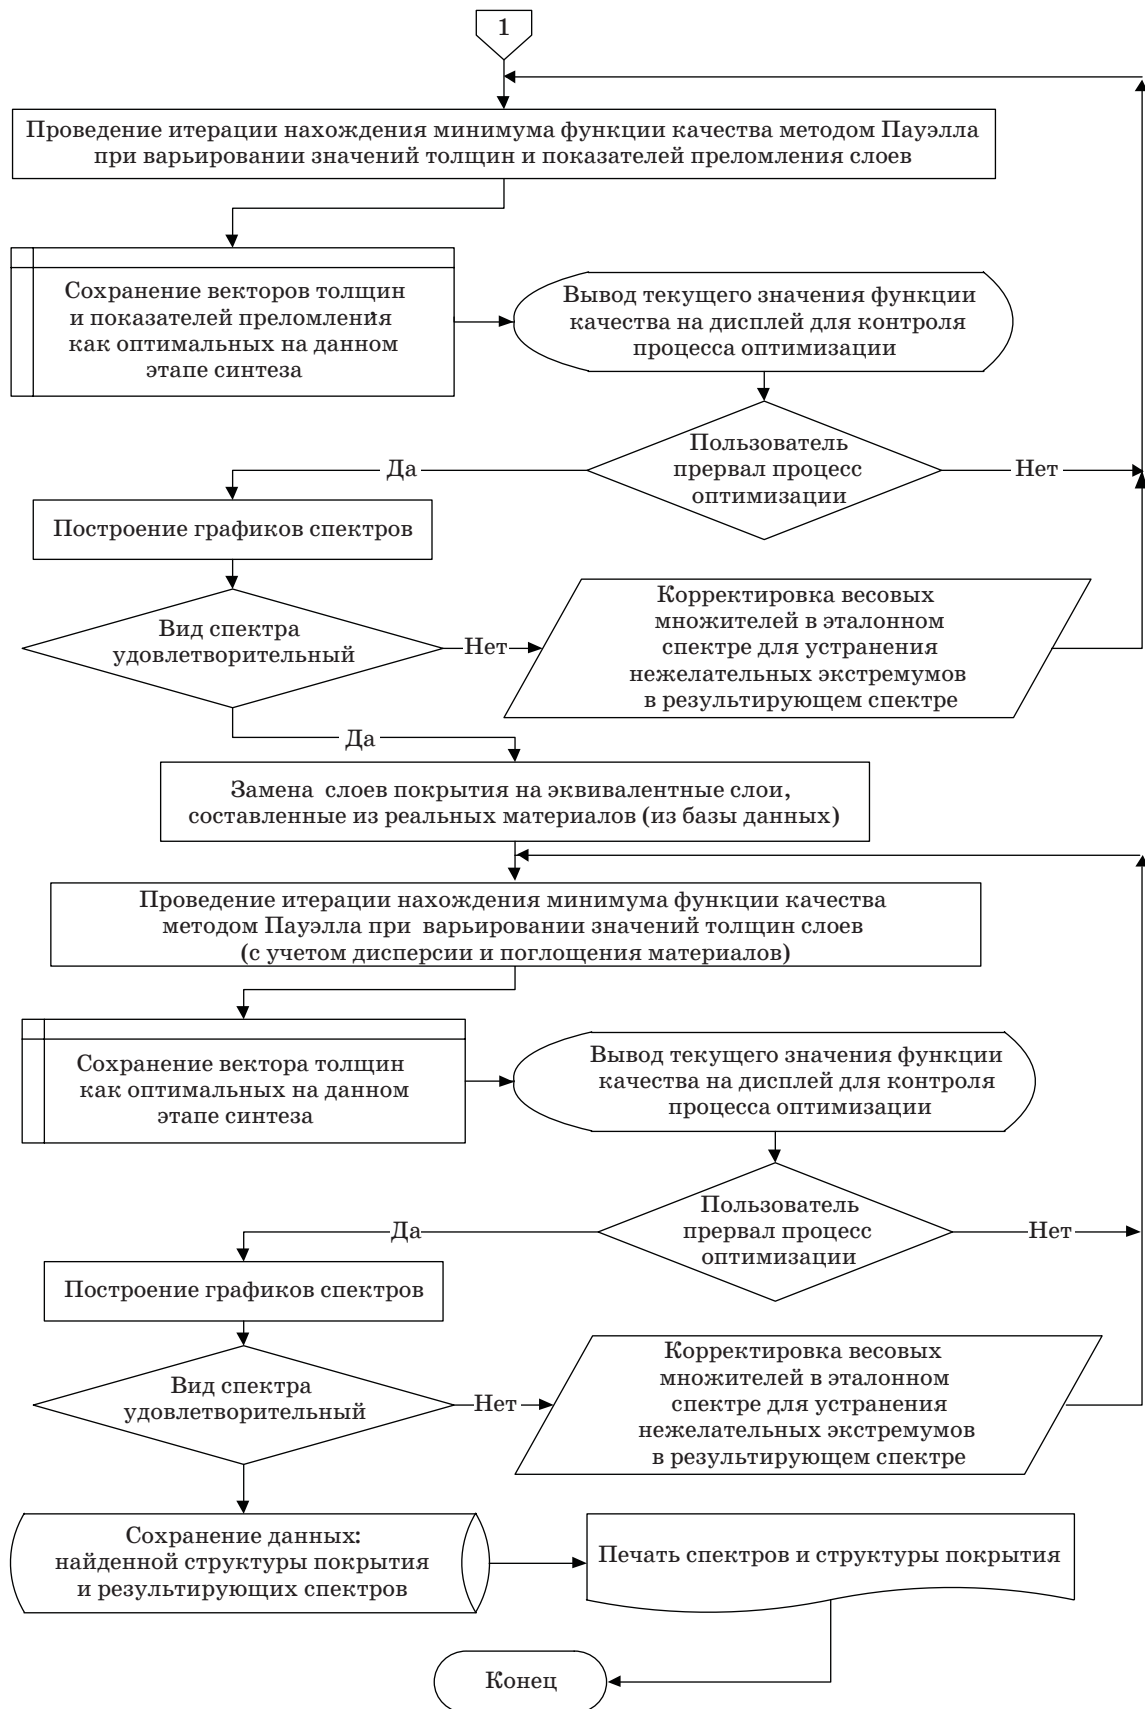 1
Проведение итерации нахождения минимума функции качества методом Пауэлла
при варьировании значений толщин и показателей преломления слоев
Сохранение векторов толщин
и показателей преломления
как оптимальных на данном
этапе синтеза
Вывод текущего значения функции
качества на дисплей для контроля
процесса оптимизации
Пользователь
прервал процесс
оптимизации
Да
Нет
Построение графиков спектров
Вид спектра
удовлетворительный
Нет
Корректировка весовых
множителей в эталонном
спектре для устранения
нежелательных экстремумов
в результирующем спектре
Да
Замена слоев покрытия на эквивалентные слои,
составленные из реальных материалов (из базы данных)
Проведение итерации нахождения минимума функции качества
методом Пауэлла при варьировании значений толщин слоев
(с учетом дисперсии и поглощения материалов)
Сохранение вектора толщин
как оптимальных на данном
этапе синтеза
Вывод текущего значения функции
качества на дисплей для контроля
процесса оптимизации
Пользователь
прервал процесс
оптимизации
Да
Нет
Построение графиков спектров
Вид спектра
удовлетворительный
Нет
Корректировка весовых
множителей в эталонном
спектре для устранения
нежелательных экстремумов
в результирующем спектре
Сохранение данных:
найденной структуры покрытия
и результирующих спектров
Печать спектров и структуры покрытия
Конец